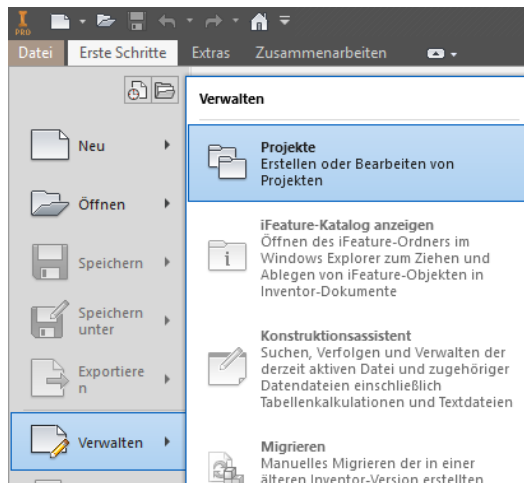 PRO
Datei Erste Schritte Extras Zusammenarbeiten
Verwalten
Neu
Öffnen
Speichern
Speichern
unter
Exportiere
n
Verwalten
Projekte
Erstellen oder Bearbeiten von
Projekten
iFeature-Katalog anzeigen
Öffnen des iFeature-Ordners im
Windows Explorer zum Ziehen und
Ablegen von iFeature-Objekten in
Inventor-Dokumente
Konstruktionsassistent
Suchen, Verfolgen und Verwalten der
derzeit aktiven Datei und zugehöriger
Datendateien einschließlich
Tabellenkalkulationen und Textdateien
Migrieren
Manuelles Migrieren der in einer
älteren Inventor-Version erstellten